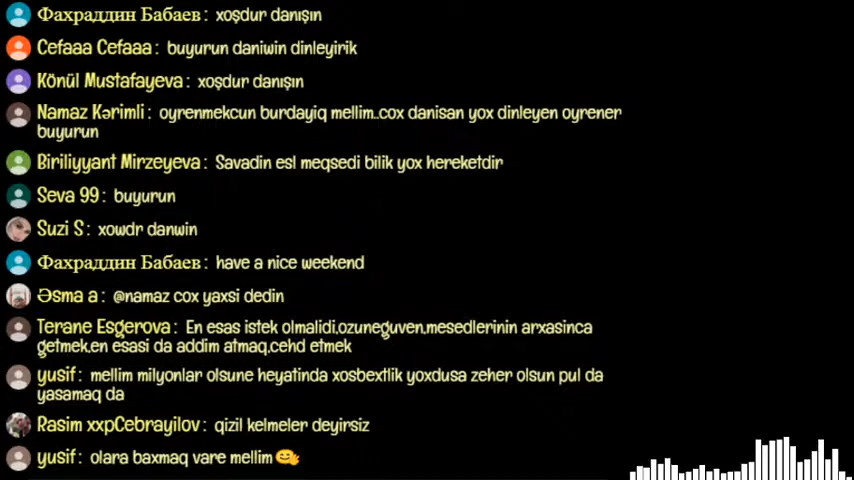 Фахраддин Бабаев: xoşdur danışın
Cefaaa Cefaaa: buyurun daniwin dinleyirik
Könül Mustafayeva: xoşdur danışın
Namaz Kərimli: oyrenmekcun burdayiq mellim..cox danisan yox dinleyen oyrener
buyurun
Biriliyyant Mirzeyeva: Savadin esl meqsedi bilik yox hereketdir
Seva 99: buyurun
Suzi S: xowdr danwin
Фахраддин Бабаев: have a nice weekend
Əsma a: @namaz cox yaxsi dedin
Terane Esgerova: En esas istek olmalidi,ozuneguven,mesedlerinin arxasinca
getmek,en esasi da addim atmaq,cehd etmek
yusif: mellim milyonlar olsune heyatinda xosbextlik yoxdusa zeher olsun pul da
yasamaq da
Rasim xxpCebrayilov: qizil kelmeler deyirsiz
yusif: olara baxmaq vare mellim😋